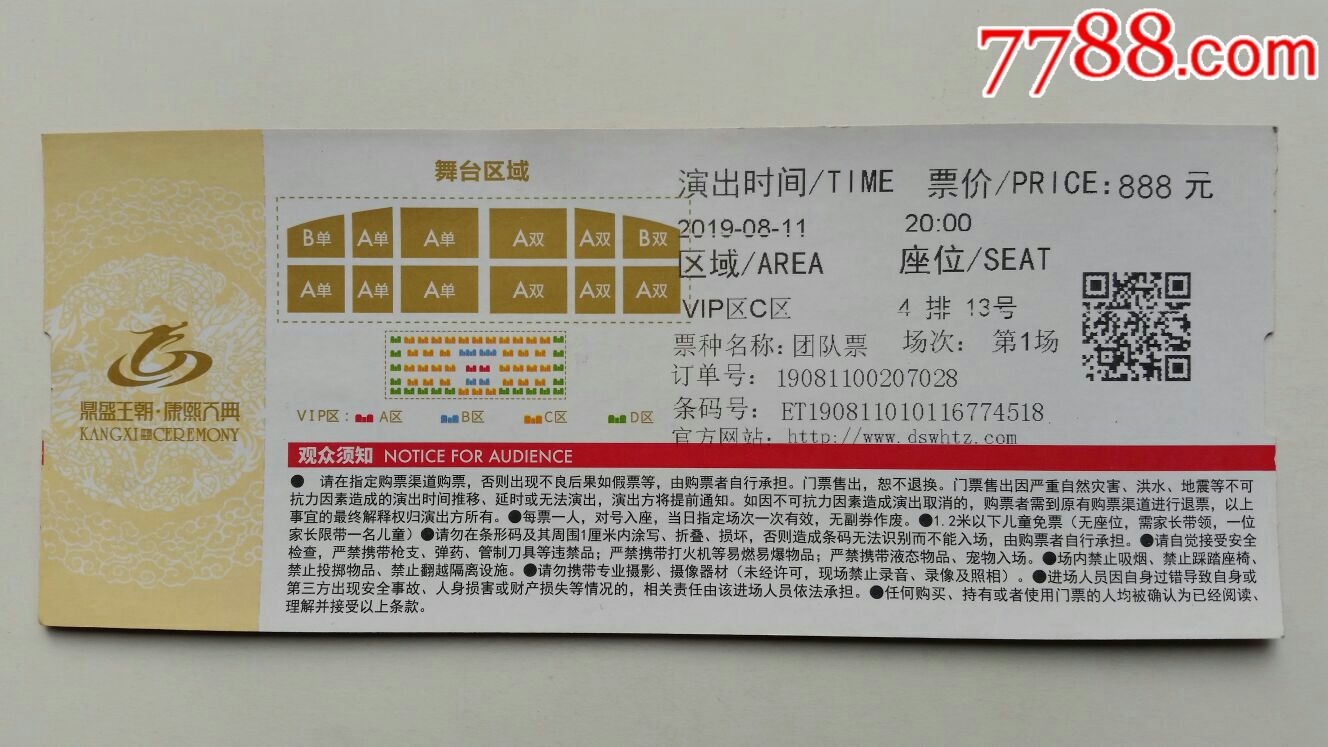 7788.com
舞台区域
B单 A单 A单 A双 A双 B双
A单 A单 A单 A双 A双 A双
VIP区: A区 B区 C区 D区
鼎盛王朝·康熙大典
KANGXI CEREMONY
演出时间/TIME 票价/PRICE:888 元
2019-08-11 20:00
区域/AREA 座位/SEAT
VIP区C区 4 排 13号
票种名称:团队票 场次: 第1场
订单号: 19081100207028
条码号: ET190811010116774518
官方网站: http://www.dswhtz.com
观众须知 NOTICE FOR AUDIENCE
● 请在指定购票渠道购票,否则出现不良后果如假票等,由购票者自行承担。门票售出,恕不退换。门票售出因严重自然灾害、洪水、地震等不可
抗力因素造成的演出时间推移、延时或无法演出,演出方将提前通知。如因不可抗力因素造成演出取消的,购票者需到原有购票渠道进行退票,以上
事宜的最终解释权归演出方所有。●每票一人,对号入座,当日指定场次一次有效,无副券作废。●1.2米以下儿童免票(无座位,需家长带领,一位
家长限带一名儿童)●请勿在条形码及其周围1厘米内涂写、折叠、损坏,否则造成条码无法识别而不能入场,由购票者自行承担。●请自觉接受安全
检查,严禁携带枪支、弹药、管制刀具等违禁品;严禁携带打火机等易燃易爆物品;严禁携带液态物品、宠物入场。●场内禁止吸烟、禁止踩踏座椅、
禁止投掷物品、禁止翻越隔离设施。●请勿携带专业摄影、摄像器材(未经许可,现场禁止录音、录像及照相)。●进场人员因自身过错导致自身或
第三方出现安全事故、人身损害或财产损失等情况的,相关责任由该进场人员依法承担。●任何购买、持有或者使用门票的人均被确认为已经阅读、
理解并接受以上条款。